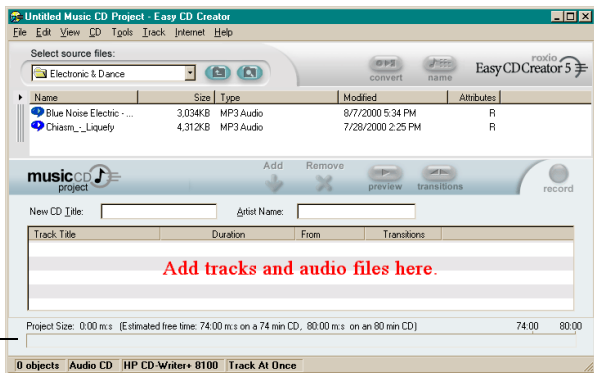 Untitled Music CD Project - Easy CD Creator
File Edit View CD Tools Track Internet Help
Select source files:
Electronic & Dance
convert
name
roxio
Easy CD Creator 5
Name Size Type Modified Attributes
Blue Noise Electric - ... 3,034KB MP3 Audio 8/7/2000 5:34 PM R
Chiasm_-_Liquefy 4,312KB MP3 Audio 7/28/2000 2:25 PM R
musicCD
project
Add
Remove
preview
transitions
record
New CD Title:
Artist Name:
Track Title Duration From Transitions
Add tracks and audio files here.
Project Size: 0:00 m:s (Estimated free time: 74:00 m:s on a 74 min CD, 80:00 m:s on an 80 min CD) 74:00 80:00
0 objects Audio CD HP CD-Writer+ 8100 Track At Once